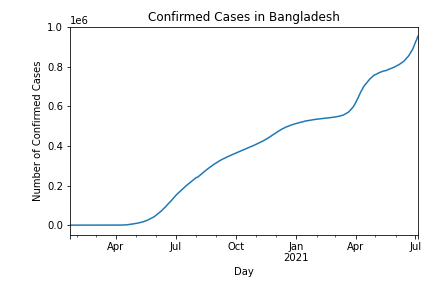 Confirmed Cases in Bangladesh
1e6
1.0
0.8
0.6
0.4
0.2
0.0
Number of Confirmed Cases
Apr Jul Oct Jan Apr Jul
2021
Day